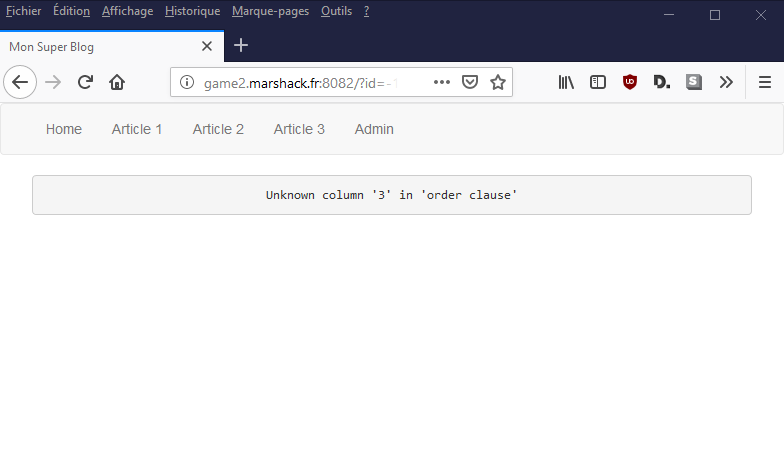 Fichier Édition Affichage Historique Marque-pages Outils ?
Mon Super Blog
game2.marshack.fr:8082/?id=-1
Home Article 1 Article 2 Article 3 Admin
Unknown column '3' in 'order clause'